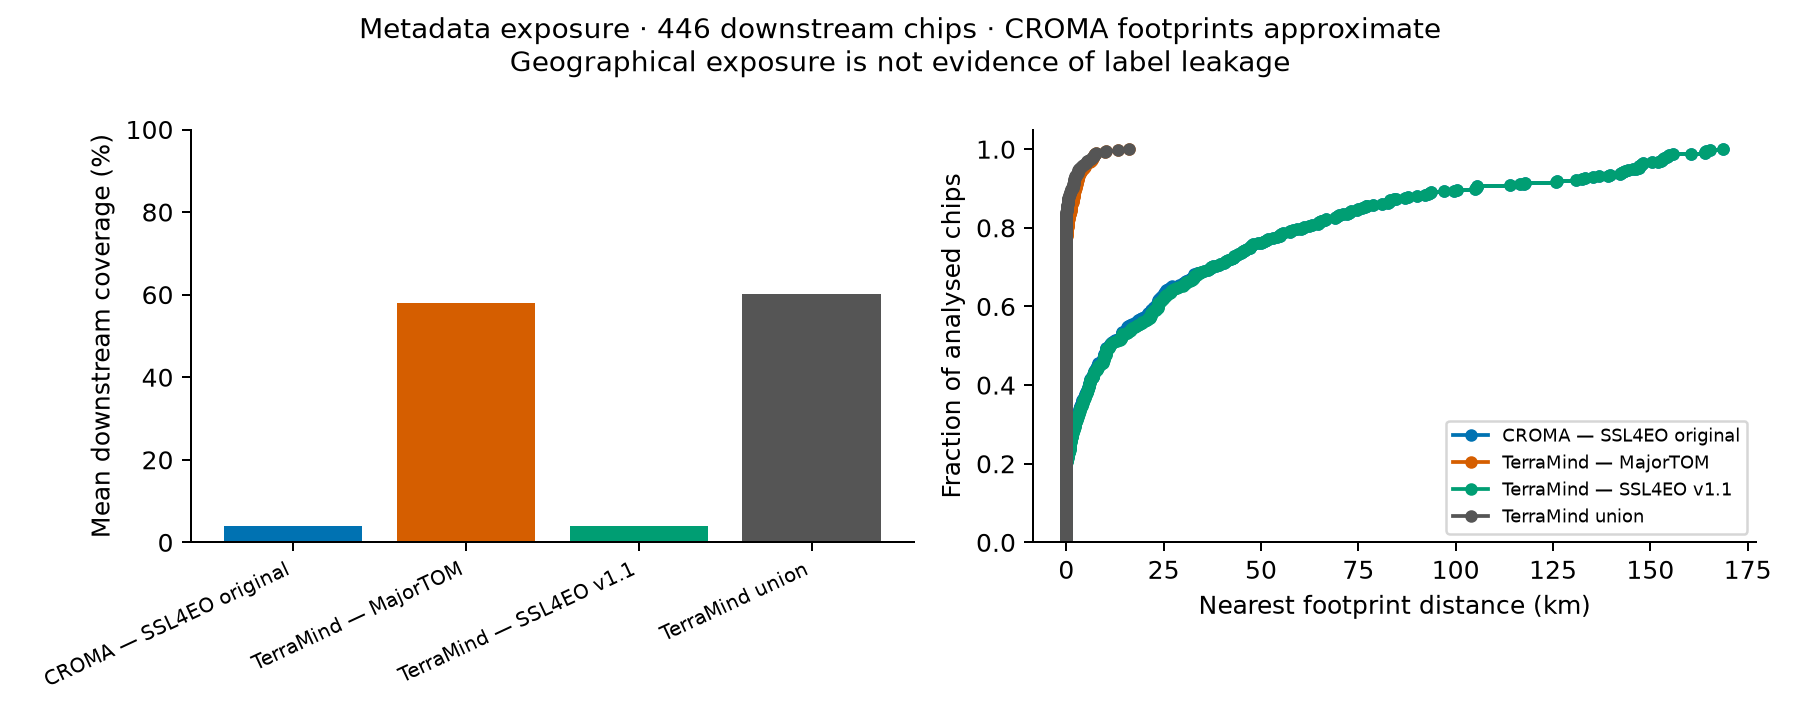 Metadata exposure · 446 downstream chips · CROMA footprints approximate
Geographical exposure is not evidence of label leakage
Mean downstream coverage (%)
100
80
60
40
20
0
CROMA — SSL4EO original
TerraMind — MajorTOM
TerraMind — SSL4EO v1.1
TerraMind union
Fraction of analysed chips
1.0
0.8
0.6
0.4
0.2
0.0
0
25
50
75
100
125
150
175
Nearest footprint distance (km)
CROMA — SSL4EO original
TerraMind — MajorTOM
TerraMind — SSL4EO v1.1
TerraMind union